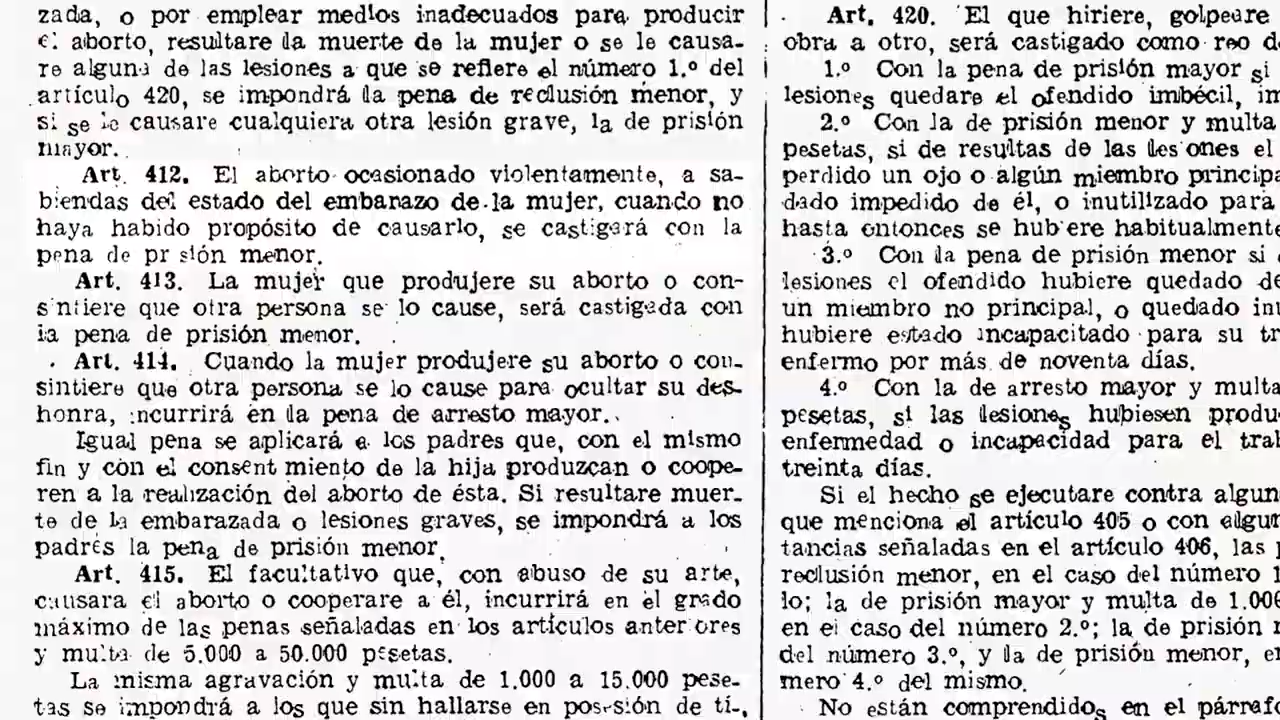 zada, o por emplear medios inadecuados para producir
el aborto, resultare la muerte de la mujer o se le causa-
re alguna de las lesiones a que se refiere el número 1.º del
artículo 420, se impondrá la pena de reclusión menor, y
si se le causare cualquiera otra lesión grave, la de prisión
mayor.
Art. 412. El aborto ocasionado violentamente, a sa-
biendas del estado del embarazo de la mujer, cuando no
haya habido propósito de causarlo, se castigará con la
pena de pr sión menor.
Art. 413. La mujer que produjere su aborto o con-
s ntiere que otra persona se lo cause, será castigada con
la pena de prisión menor.
Art. 414. Cuando la mujer produjere su aborto o con-
sintiere que otra persona se lo cause para ocultar su des-
honra, incurrirá en la pena de arresto mayor.
Igual pena se aplicará a los padres que, con el mismo
fin y con el consent miento de la hija produzcan o coope-
ren a la realización del aborto de ésta. Si resultare muer-
te de la embarazada o lesiones graves, se impondrá a los
padres la pena de prisión menor.
Art. 415. El facultativo que, con abuso de su arte,
causara el aborto o cooperare a él, incurrirá en el grado
máximo de las penas señaladas en los artículos anteriores
y multa de 5.000 a 50.000 pesetas.
La misma agravación y multa de 1.000 a 15.000 pese-
tas se impondrá a los que sin hallarse en posesión de tí-
Art. 420. El que hiriere, golpeare
obra a otro, será castigado como reo d
1.º Con la pena de prisión mayor si
lesiones quedare el ofendido imbécil, im
2.º Con la de prisión menor y multa
pesetas, si de resultas de las les ones el
perdido un ojo o algún miembro principa
dado impedido de él, o inutilizado para
hasta entonces se hub ere habitualmente
3.º Con la pena de prisión menor si
lesiones el ofendido hubiere quedado de
un miembro no principal, o quedado inu
hubiere estado incapacitado para su tr
enfermo por más de noventa días.
4.º Con la de arresto mayor y multa
pesetas, si las lesiones hubiesen produ
enfermedad o incapacidad para el tra
treinta días.
Si el hecho se ejecutare contra algun
que menciona el artículo 405 o con algun
tancias señaladas en el artículo 406, las
reclusión menor, en el caso del número 1
lo; la de prisión mayor y multa de 1.000
en el caso del número 2.º; la de prisión
del número 3.º, y la de prisión menor, e
mero 4.º del mismo.
No están comprendidos en el párrafo